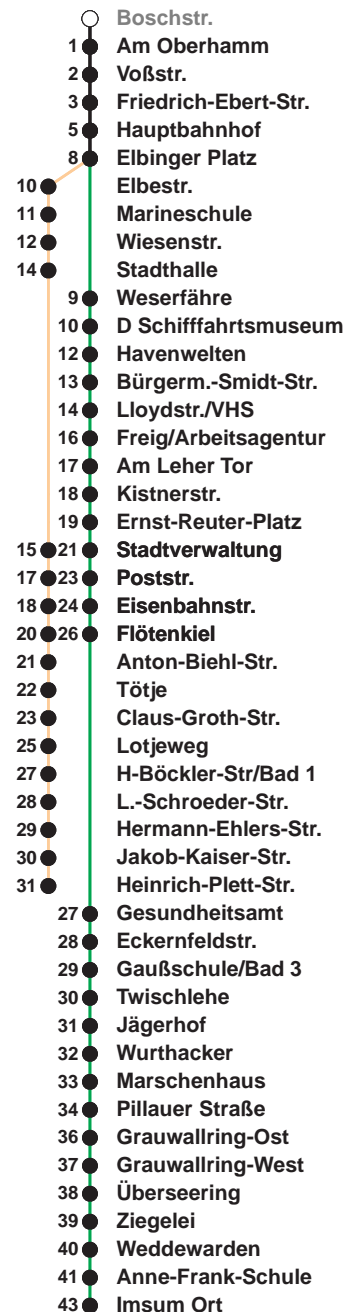 Boschstr.
1 Am Oberhamm
2 Voßstr.
3 Friedrich-Ebert-Str.
5 Hauptbahnhof
8 Elbinger Platz
10 Elbestr.
11 Marineschule
12 Wiesenstr.
14 Stadthalle
9 Weserfähre
10 D Schifffahrtsmuseum
12 Havenwelten
13 Bürgerm.-Smidt-Str.
14 Lloydstr./VHS
16 Freig/Arbeitsagentur
17 Am Leher Tor
18 Kistnerstr.
19 Ernst-Reuter-Platz
15 21 Stadtverwaltung
17 23 Poststr.
18 24 Eisenbahnstr.
20 26 Flötenkiel
21 Anton-Biehl-Str.
22 Tötje
23 Claus-Groth-Str.
25 Lotjeweg
27 H-Böckler-Str/Bad 1
28 L.-Schroeder-Str.
29 Hermann-Ehlers-Str.
30 Jakob-Kaiser-Str.
31 Heinrich-Plett-Str.
27 Gesundheitsamt
28 Eckernfeldstr.
29 Gaußschule/Bad 3
30 Twischlehe
31 Jägerhof
32 Wurthacker
33 Marschenhaus
34 Pillauer Straße
36 Grauwallring-Ost
37 Grauwallring-West
38 Überseering
39 Ziegelei
40 Weddewarden
41 Anne-Frank-Schule
43 Imsum Ort